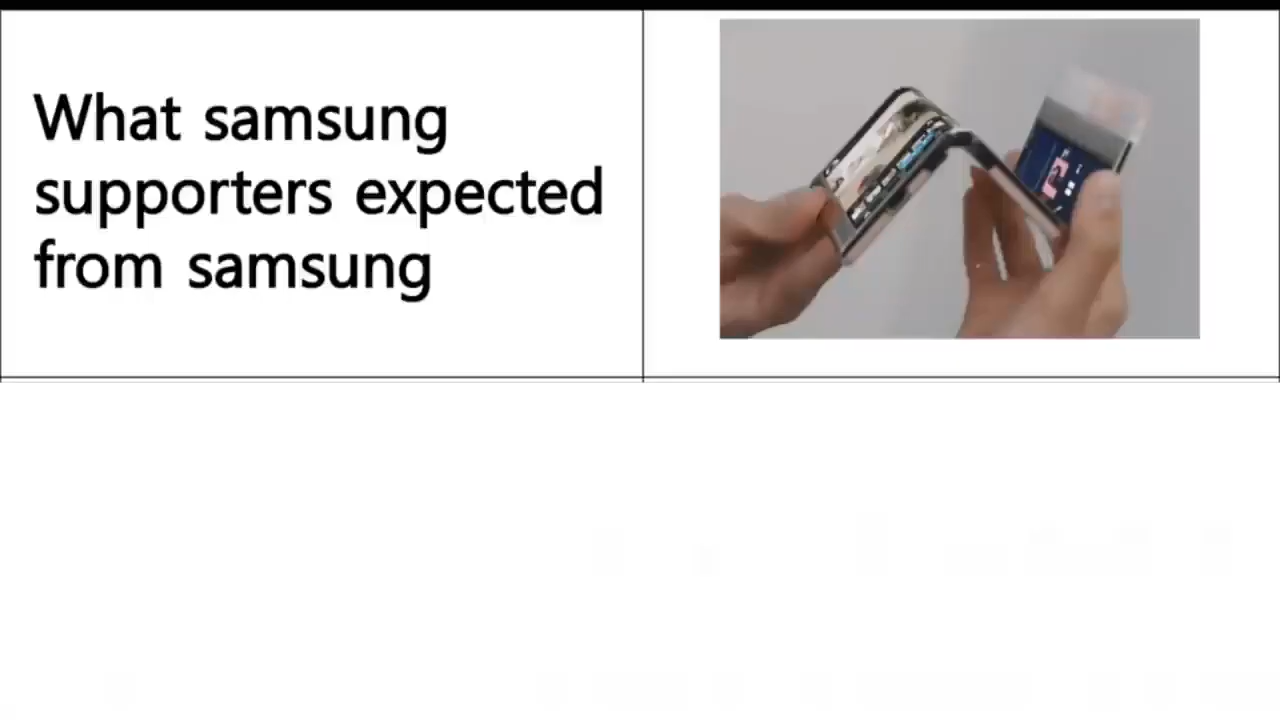 What samsung
supporters expected
from samsung